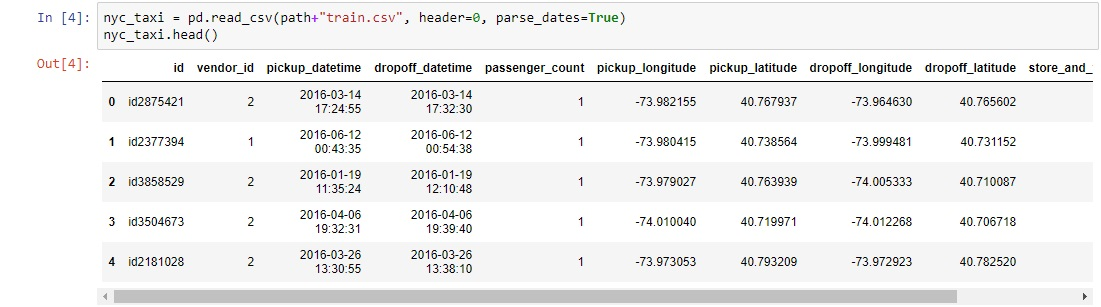 In [4]: nyc_taxi = pd.read_csv(path+"train.csv", header=0, parse_dates=True)
nyc_taxi.head()
Out[4]:
id vendor_id pickup_datetime dropoff_datetime passenger_count pickup_longitude pickup_latitude dropoff_longitude dropoff_latitude store_and_
0 id2875421 2 2016-03-14 17:24:55 2016-03-14 17:32:30 1 -73.982155 40.767937 -73.964630 40.765602
1 id2377394 1 2016-06-12 00:43:35 2016-06-12 00:54:38 1 -73.980415 40.738564 -73.999481 40.731152
2 id3858529 2 2016-01-19 11:35:24 2016-01-19 12:10:48 1 -73.979027 40.763939 -74.005333 40.710087
3 id3504673 2 2016-04-06 19:32:31 2016-04-06 19:39:40 1 -74.010040 40.719971 -74.012268 40.706718
4 id2181028 2 2016-03-26 13:30:55 2016-03-26 13:38:10 1 -73.973053 40.793209 -73.972923 40.782520